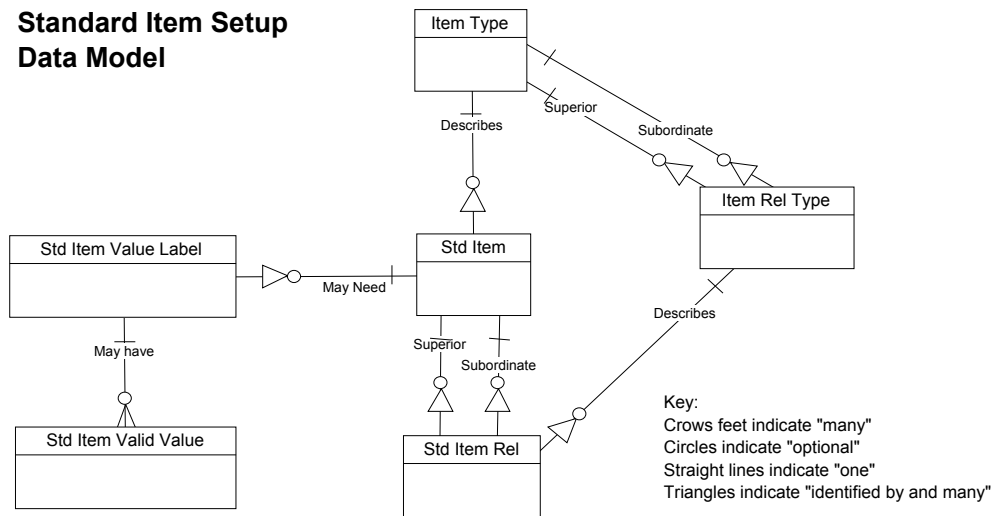 Standard Item Setup
Data Model
Item Type
Superior
Subordinate
Describes
Item Rel Type
Std Item Value Label
Std Item
May Need
Describes
May have
Superior
Subordinate
Std Item Valid Value
Std Item Rel
Key:
Crows feet indicate "many"
Circles indicate "optional"
Straight lines indicate "one"
Triangles indicate "identified by and many"